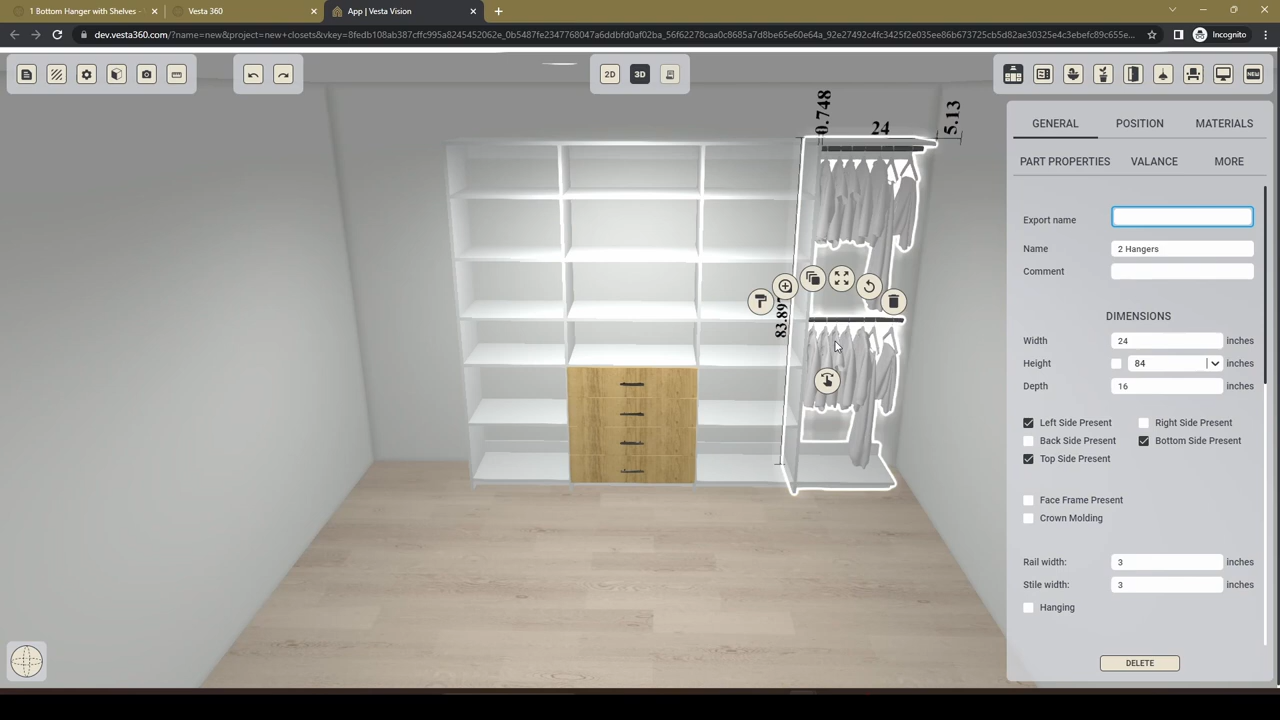 1 Bottom Hanger with Shelves -
Vesta 360
App | Vesta Vision
dev.vesta360.com/?name=new&project=new+closets&vkey=8fedb108ab387cffc995a8245452062e_0b5487fe2347768047a6ddbfd0af02ba_56f62278caa0c8685a7d8be65e60e64a_92e27492c4fc3425f2e035ee86b673725cb5d82ae30325e4c3ebefc89c655e...
Incognito
2D 3D
NEW
GENERAL POSITION MATERIALS
PART PROPERTIES VALANCE MORE
0.748
24
5.13
83.897
Export name
Name 2 Hangers
Comment
DIMENSIONS
Width 24 inches
Height 84 inches
Depth 16 inches
Left Side Present Right Side Present
Back Side Present Bottom Side Present
Top Side Present
Face Frame Present
Crown Molding
Rail width: 3 inches
Stile width: 3 inches
Hanging
DELETE